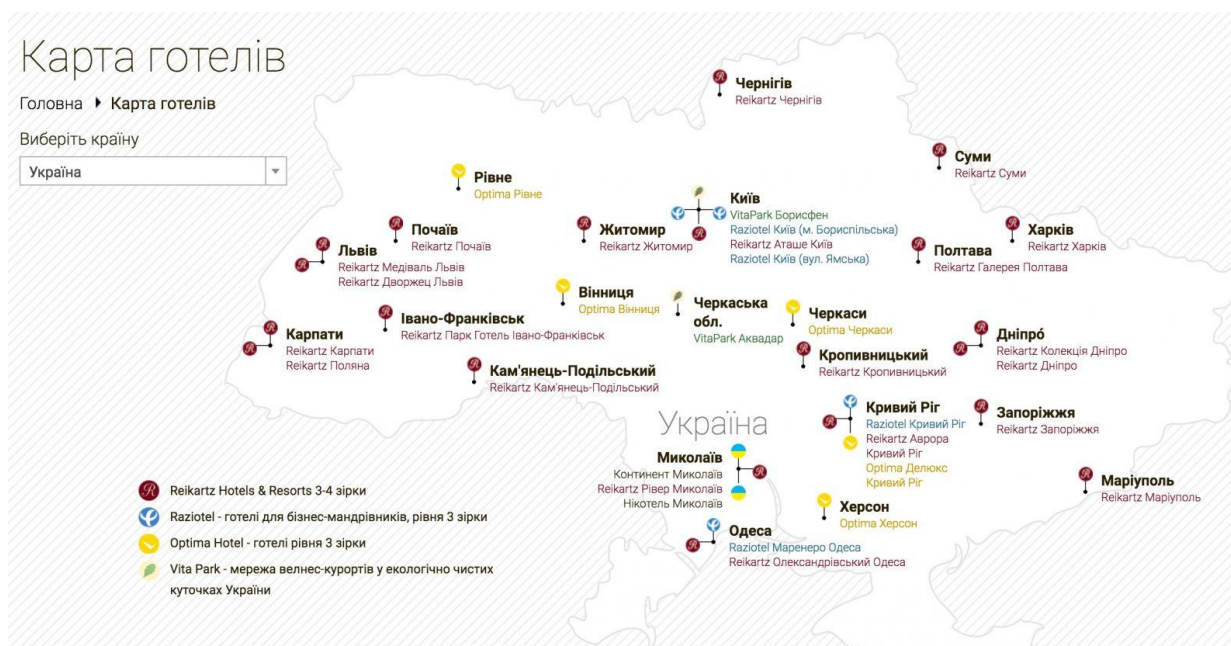 Карта готелів
Головна
Карта готелів
Виберіть країну
Україна
Чернігів
Reikartz Чернігів
Суми
Reikartz Суми
Рівне
Optima Рівне
Київ
VitaPark Борисфен
Raziotel Київ (м. Бориспільська)
Reikartz Аташе Київ
Raziotel Київ (вул. Ямська)
Почаїв
Reikartz Почаїв
Житомир
Reikartz Житомир
Харків
Reikartz Харків
Львів
Reikartz Медіваль Львів
Reikartz Дворжец Львів
Полтава
Reikartz Галерея Полтава
Вінниця
Optima Вінниця
Черкаська
обл.
VitaPark Аквадар
Черкаси
Optima Черкаси
Івано-Франківськ
Reikartz Парк Готель Івано-Франківськ
Карпати
Reikartz Карпати
Reikartz Поляна
Дніпро́
Reikartz Колекція Дніпро
Reikartz Дніпро
Кропивницький
Reikartz Кропивницький
Кам'янець-Подільський
Reikartz Кам'янець-Подільський
Кривий Ріг
Raziotel Кривий Ріг
Reikartz Аврора
Кривий Ріг
Optima Делюкс
Кривий Ріг
Запоріжжя
Reikartz Запоріжжя
Україна
Миколаїв
Континент Миколаїв
Reikartz Рівер Миколаїв
Нікотель Миколаїв
Маріуполь
Reikartz Маріуполь
Херсон
Optima Херсон
Одеса
Raziotel Маренеро Одеса
Reikartz Олександрівський Одеса
Reikartz Hotels & Resorts 3-4 зірки
Raziotel - готелі для бізнес-мандрівників, рівня 3 зірки
Optima Hotel - готелі рівня 3 зірки
Vita Park - мережа велнес-курортів у екологічно чистих
куточках України